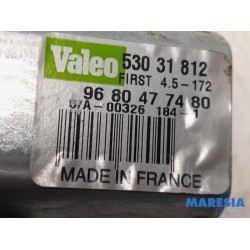 Valeo 530 31 812
FIRST 4.5-172
96 80 47 74 80
U/A-00326 184-1
MADE IN FRANCE
MARESIA